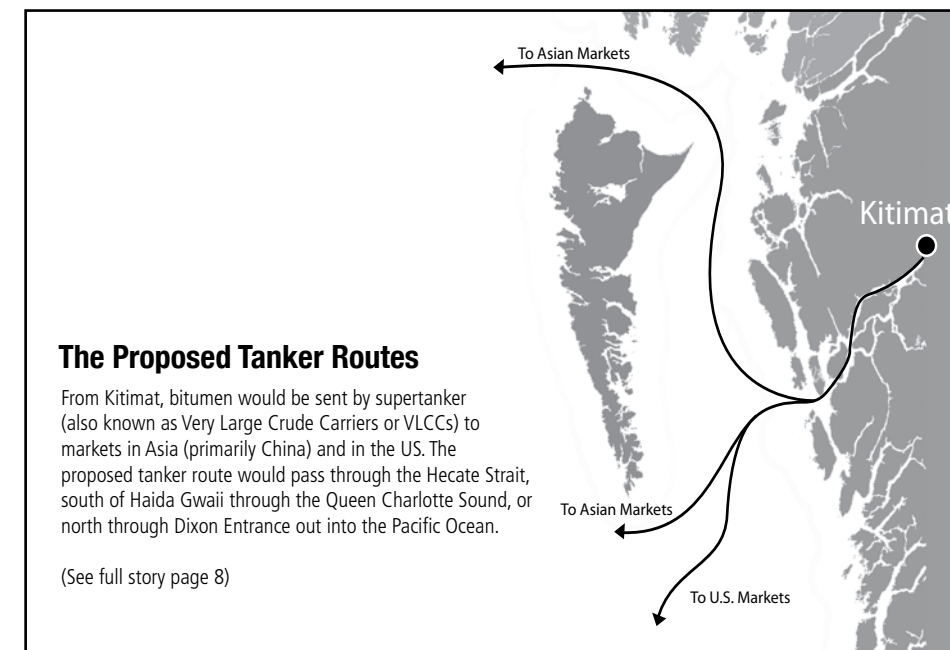 To Asian Markets
Kitimat
The Proposed Tanker Routes
From Kitimat, bitumen would be sent by supertanker
(also known as Very Large Crude Carriers or VLCCs) to
markets in Asia (primarily China) and in the US. The
proposed tanker route would pass through the Hecate Strait,
south of Haida Gwaii through the Queen Charlotte Sound, or
north through Dixon Entrance out into the Pacific Ocean.
(See full story page 8)
To Asian Markets
To U.S. Markets